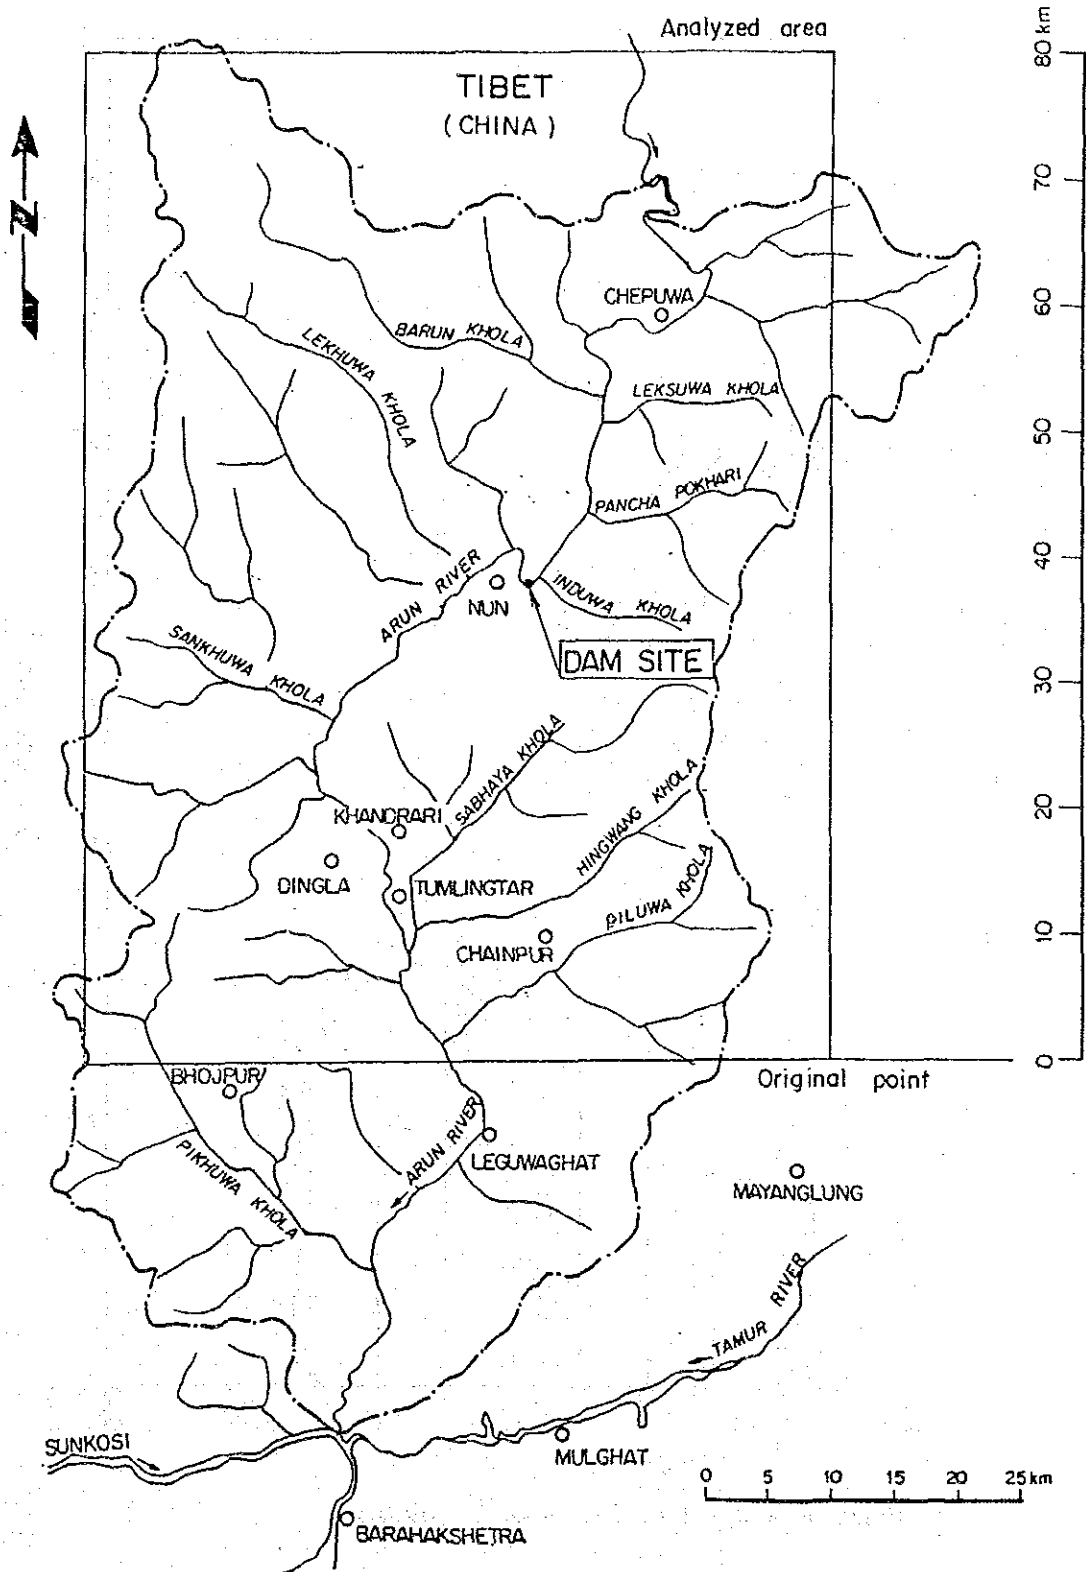 Analyzed area
80 km
TIBET
(CHINA)
N
70
CHEPUWA
60
BARUN KHOLA
LEKHUWA KHOLA
LEKSUWA KHOLA
50
PANCHA POKHARI
ARUN RIVER
NUN
INDUWA KHOLA
40
SANKHUWA KHOLA
DAM SITE
30
SABHAYA KHOLA
KHANDRARI
HINGWANG KHOLA
20
DINGLA
TUMLINGTAR
PILUWA KHOLA
CHAINPUR
10
0
Original point
BHOJPUR
ARUN RIVER
LEGUWAGHAT
PIKHUWA KHOLA
MAYANGLUNG
TAMUR RIVER
SUNKOSI
MULGHAT
0 5 10 15 20 25 km
BARAHAKSHETRA